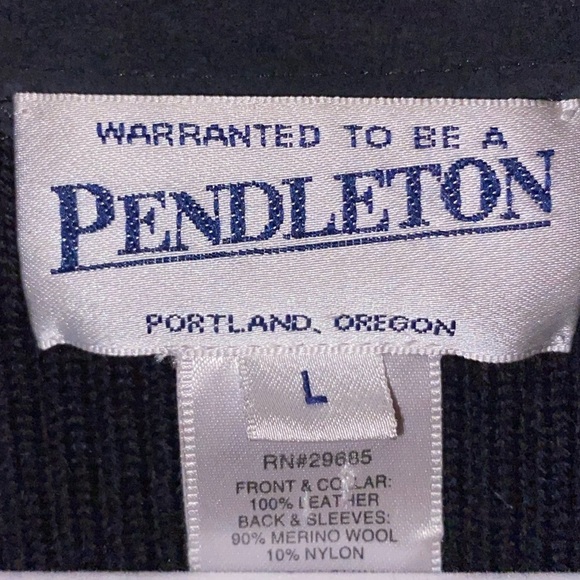 WARRANTED TO BE A
PENDLETON
PORTLAND, OREGON
L
RN#29685
FRONT & COLLAR:
100% LEATHER
BACK & SLEEVES:
90% MERINO WOOL
10% NYLON